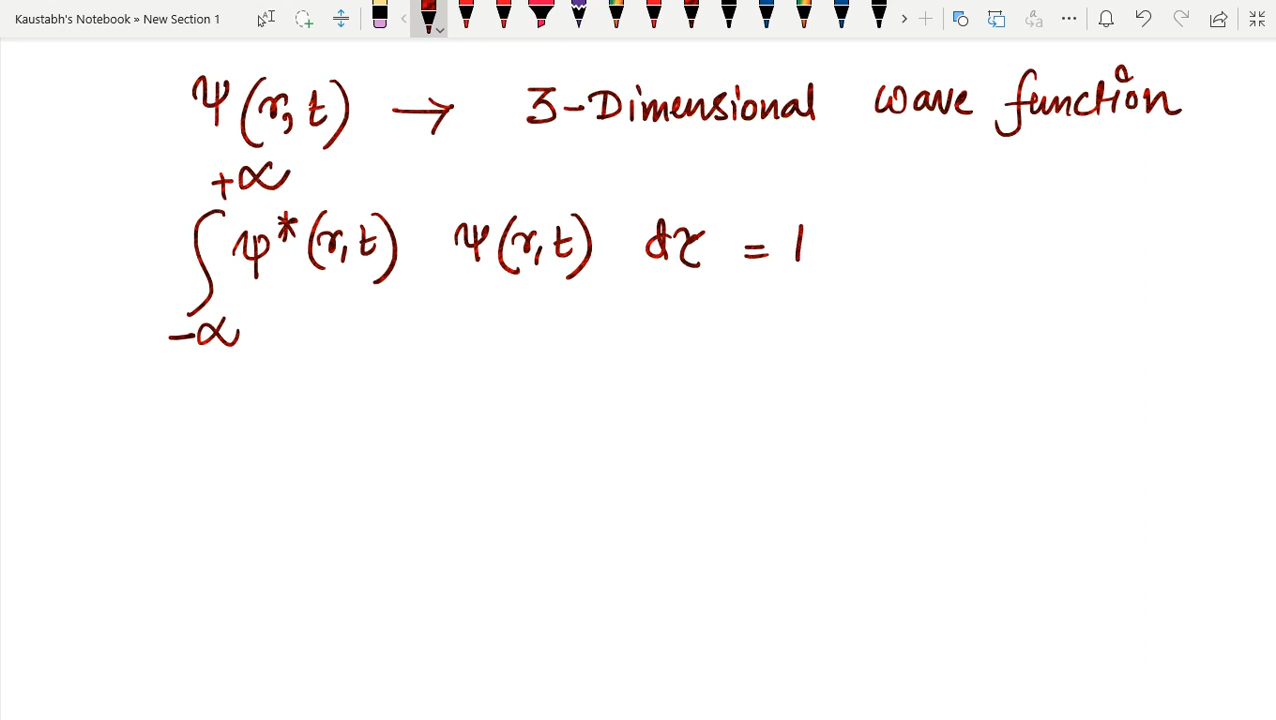 Kaustabh's Notebook » New Section 1
ψ(r, t) → 3-Dimensional wave function
+∝
∫ ψ*(r, t) ψ(r, t) dτ = 1
-∝